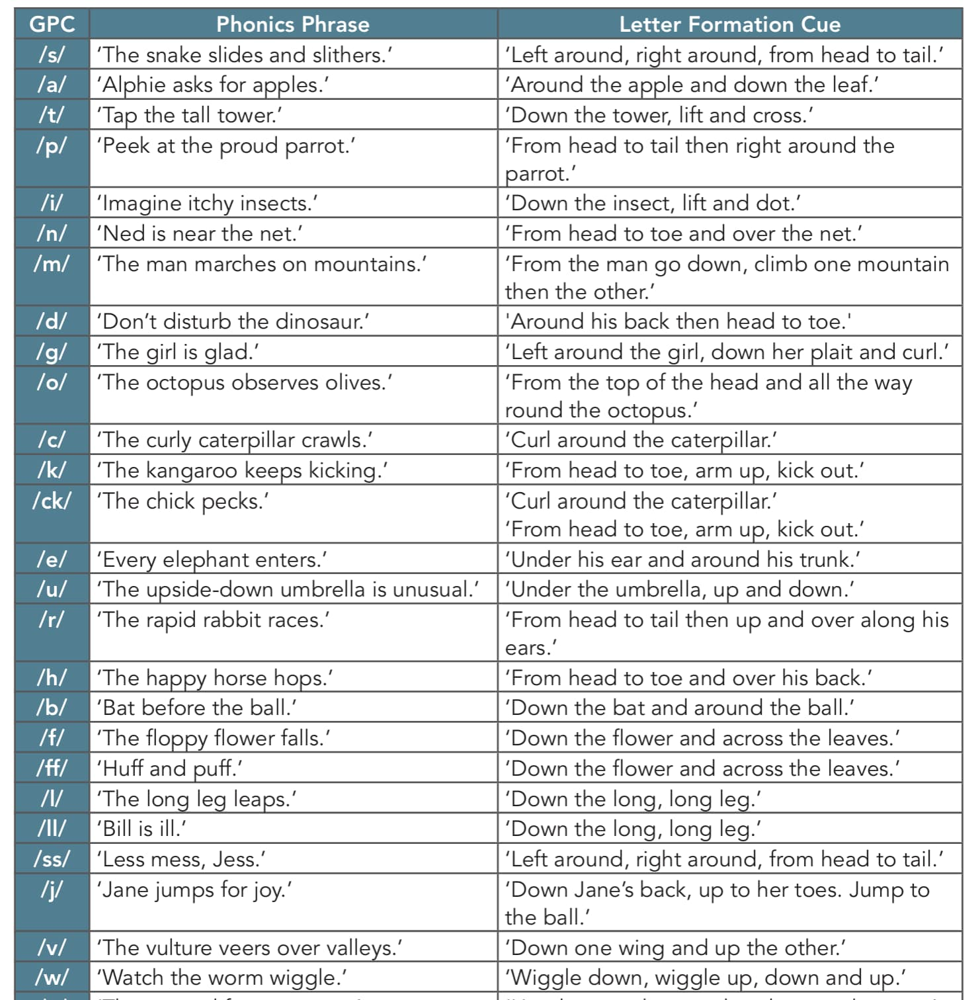 GPC Phonics Phrase Letter Formation Cue
/s/ ‘The snake slides and slithers.’ ‘Left around, right around, from head to tail.’
/a/ ‘Alphie asks for apples.’ ‘Around the apple and down the leaf.’
/t/ ‘Tap the tall tower.’ ‘Down the tower, lift and cross.’
/p/ ‘Peek at the proud parrot.’ ‘From head to tail then right around the
parrot.’
/i/ ‘Imagine itchy insects.’ ‘Down the insect, lift and dot.’
/n/ ‘Ned is near the net.’ ‘From head to toe and over the net.’
/m/ ‘The man marches on mountains.’ ‘From the man go down, climb one mountain
then the other.’
/d/ ‘Don’t disturb the dinosaur.’ 'Around his back then head to toe.'
/g/ ‘The girl is glad.’ ‘Left around the girl, down her plait and curl.’
/o/ ‘The octopus observes olives.’ ‘From the top of the head and all the way
round the octopus.’
/c/ ‘The curly caterpillar crawls.’ ‘Curl around the caterpillar.’
/k/ ‘The kangaroo keeps kicking.’ ‘From head to toe, arm up, kick out.’
/ck/ ‘The chick pecks.’ ‘Curl around the caterpillar.’
‘From head to toe, arm up, kick out.’
/e/ ‘Every elephant enters.’ ‘Under his ear and around his trunk.’
/u/ ‘The upside-down umbrella is unusual.’ ‘Under the umbrella, up and down.’
/r/ ‘The rapid rabbit races.’ ‘From head to tail then up and over along his
ears.’
/h/ ‘The happy horse hops.’ ‘From head to toe and over his back.’
/b/ ‘Bat before the ball.’ ‘Down the bat and around the ball.’
/f/ ‘The floppy flower falls.’ ‘Down the flower and across the leaves.’
/ff/ ‘Huff and puff.’ ‘Down the flower and across the leaves.’
/l/ ‘The long leg leaps.’ ‘Down the long, long leg.’
/ll/ ‘Bill is ill.’ ‘Down the long, long leg.’
/ss/ ‘Less mess, Jess.’ ‘Left around, right around, from head to tail.’
/j/ ‘Jane jumps for joy.’ ‘Down Jane’s back, up to her toes. Jump to
the ball.’
/v/ ‘The vulture veers over valleys.’ ‘Down one wing and up the other.’
/w/ ‘Watch the worm wiggle.’ ‘Wiggle down, wiggle up, down and up.’